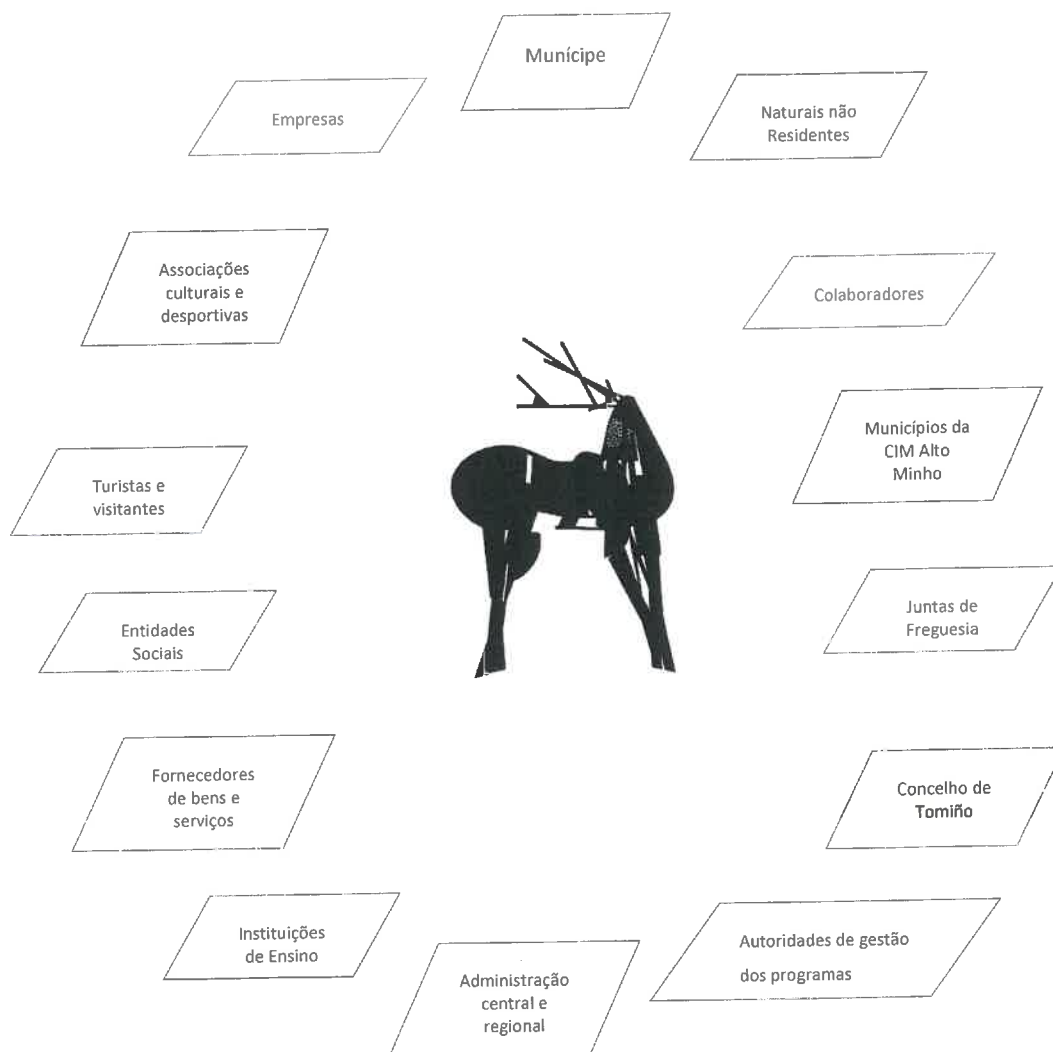 Munícipe
Empresas
Naturais não
Residentes
Associações
culturais e
desportivas
Colaboradores
Municípios da
CIM Alto
Minho
Turistas e
visitantes
Juntas de
Freguesia
Entidades
Sociais
Fornecedores
de bens e
serviços
Concelho de
Tomiño
Instituições
de Ensino
Autoridades de gestão
dos programas
Administração
central e
regional